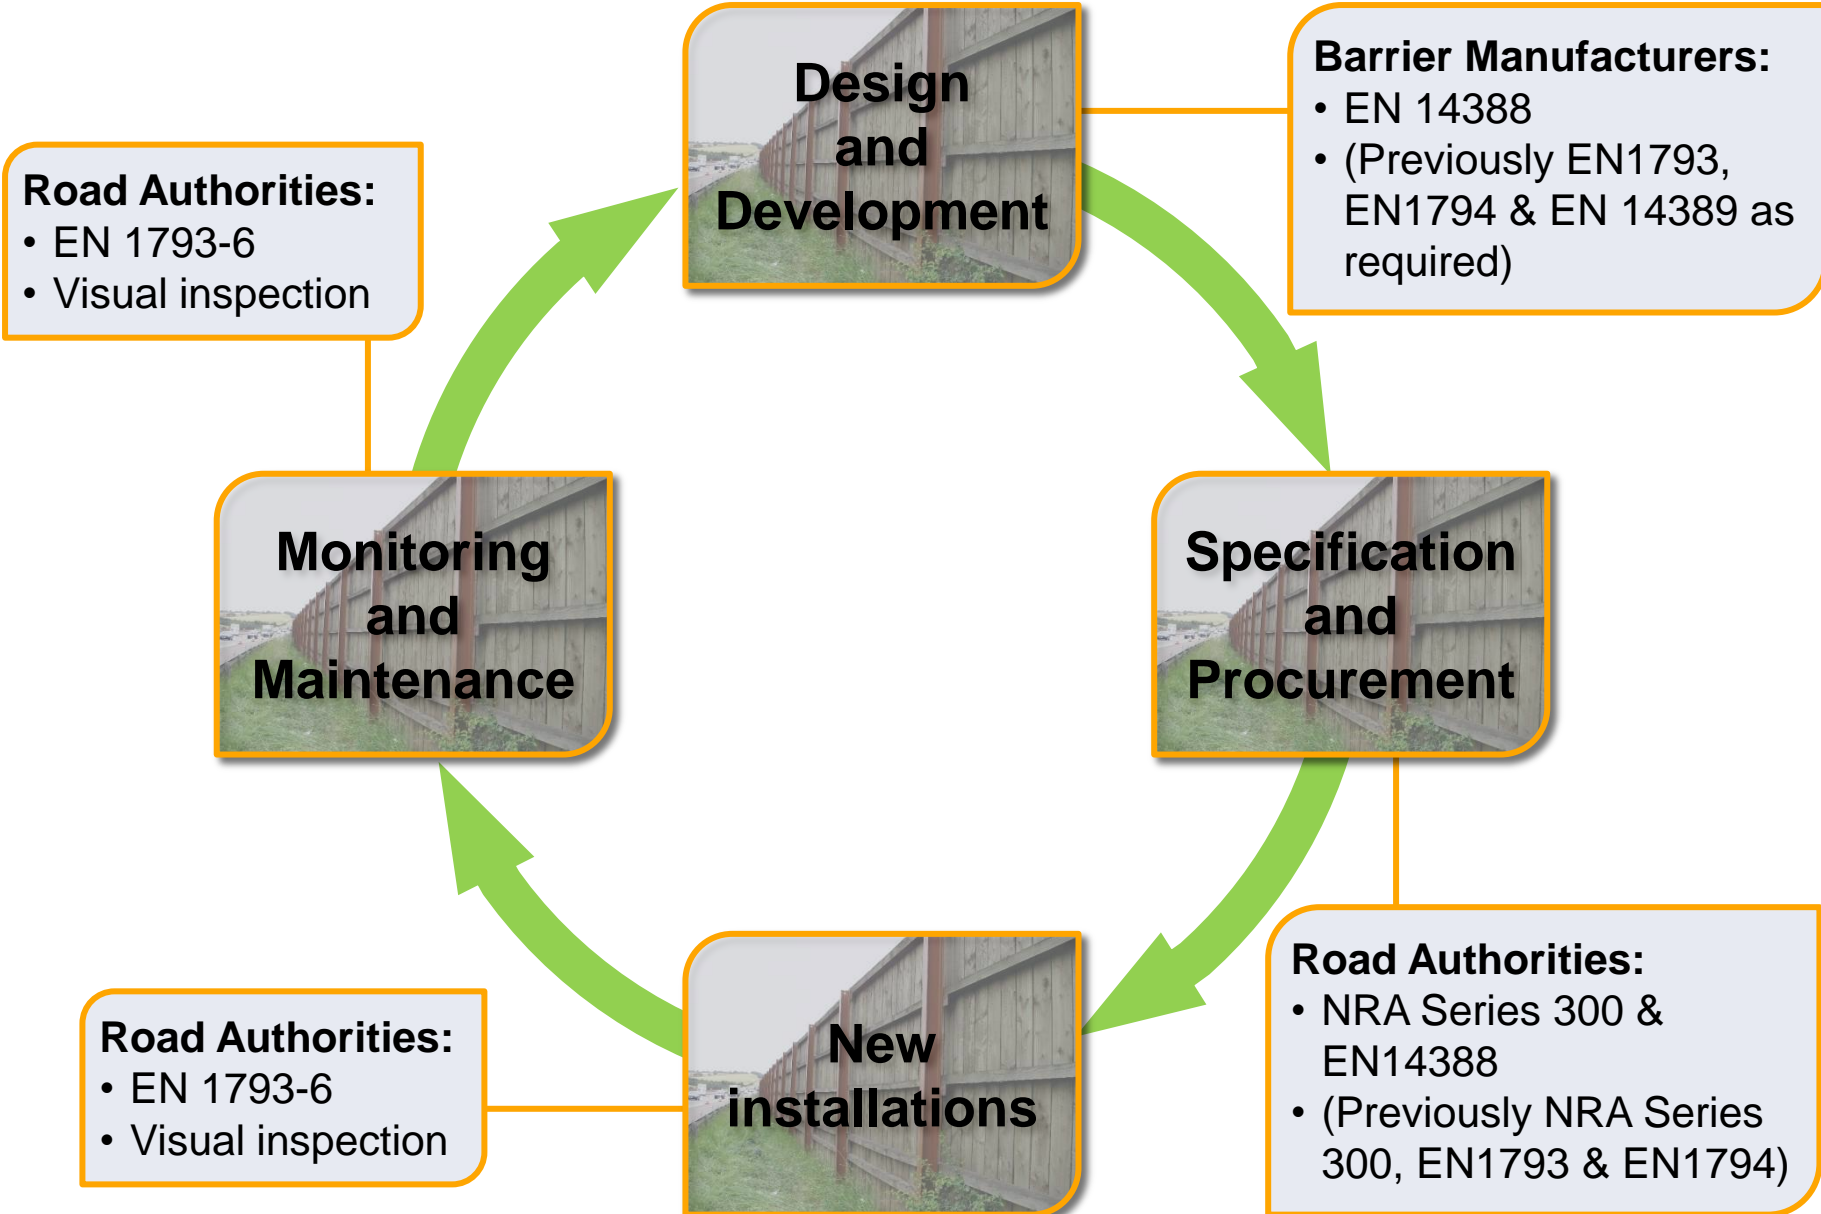 Design
and
Development
Barrier Manufacturers:
• EN 14388
• (Previously EN1793,
EN1794 & EN 14389 as
required)
Road Authorities:
• EN 1793-6
• Visual inspection
Monitoring
and
Maintenance
Specification
and
Procurement
Road Authorities:
• NRA Series 300 &
EN14388
• (Previously NRA Series
300, EN1793 & EN1794)
New
installations
Road Authorities:
• EN 1793-6
• Visual inspection